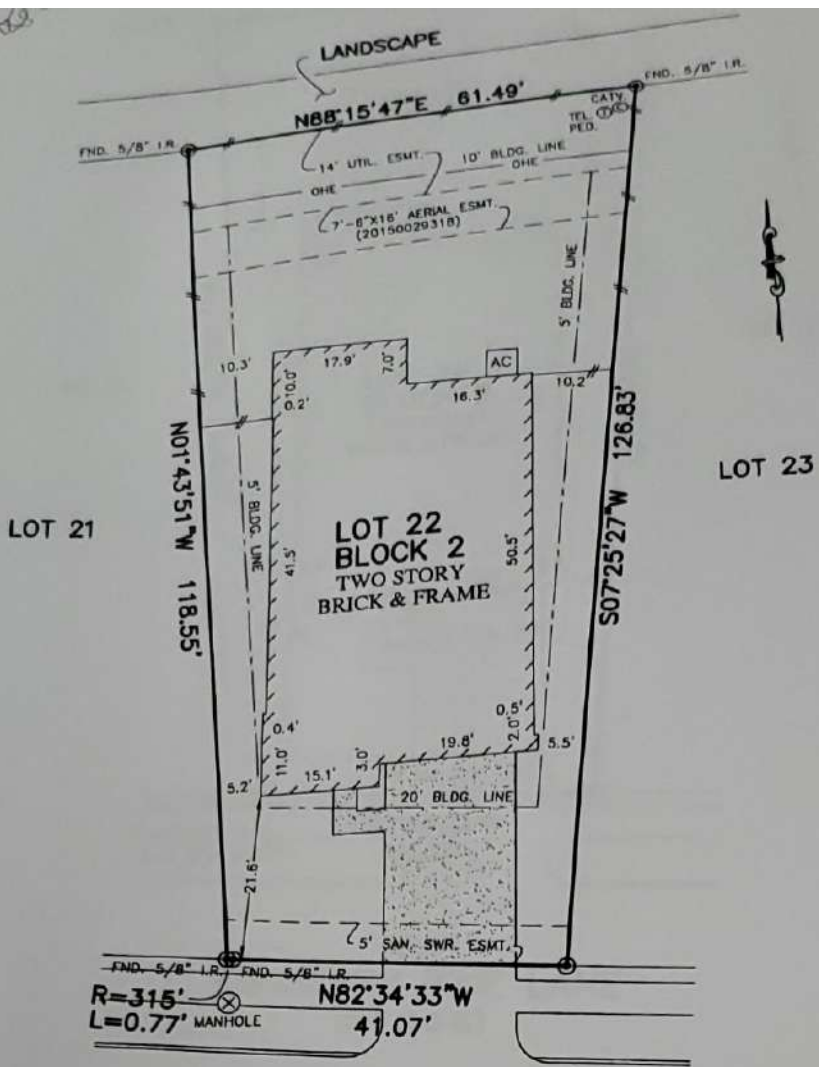 LANDSCAPE
FND. 5/8" I.R.
N88°15'47"E 61.49'
CATV.
TEL.
PED.
T C
FND. 5/8" I.R.
14' UTIL. ESMT.
10' BLDG. LINE
OHE
OHE
7'-6"X16' AERIAL ESMT.
(20150029318)
5' BLDG. LINE
10.3'
17.9'
7.0'
AC
10.0'
0.2'
16.3'
10.2'
N01°43'51"W 118.55'
S07°25'27"W 126.83'
LOT 23
LOT 21
5' BLDG. LINE
41.5'
LOT 22
BLOCK 2
TWO STORY
BRICK & FRAME
50.5'
0.4'
11.0'
0.5'
2.0'
19.8'
5.5'
5.2'
15.1'
3.0'
20' BLDG. LINE
21.6'
5' SAN. SWR. ESMT.
FND. 5/8" I.R.
FND. 5/8" I.R.
R=315'
L=0.77'
MANHOLE
N82°34'33"W
41.07'